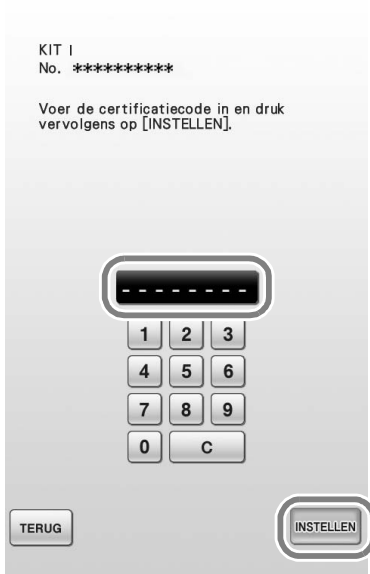 KIT I
No. **********
Voer de certificatiecode in en druk
vervolgens op [INSTELLEN].
--------
1 2 3
4 5 6
7 8 9
0 C
TERUG INSTELLEN